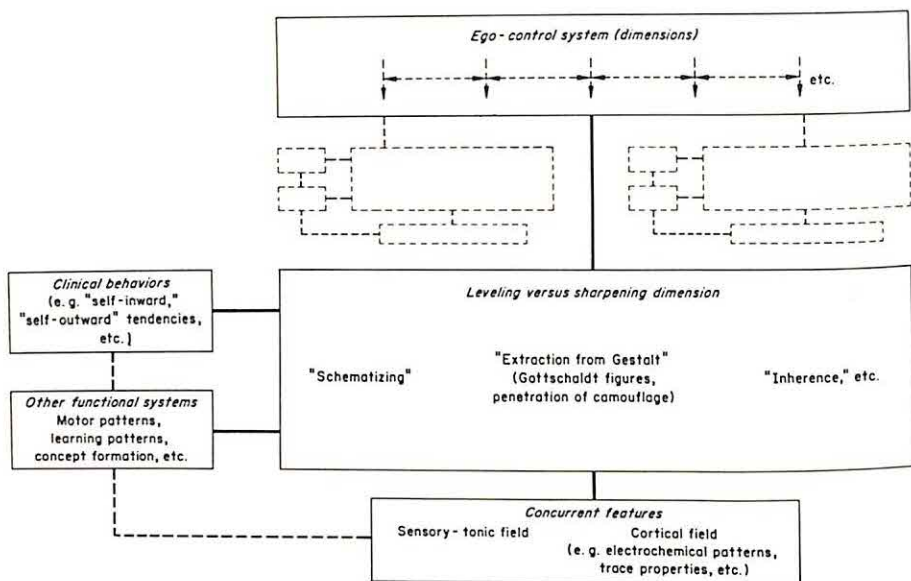 Ego-control system (dimensions)
etc.
Clinical behaviors
(e.g. "self-inward,"
"self-outward" tendencies,
etc.)
Leveling versus sharpening dimension
"Schematizing"
"Extraction from Gestalt"
(Gottschaldt figures,
penetration of camouflage)
"Inherence," etc.
Other functional systems
Motor patterns,
learning patterns,
concept formation, etc.
Concurrent features
Sensory-tonic field
Cortical field
(e.g. electrochemical patterns,
trace properties, etc.)